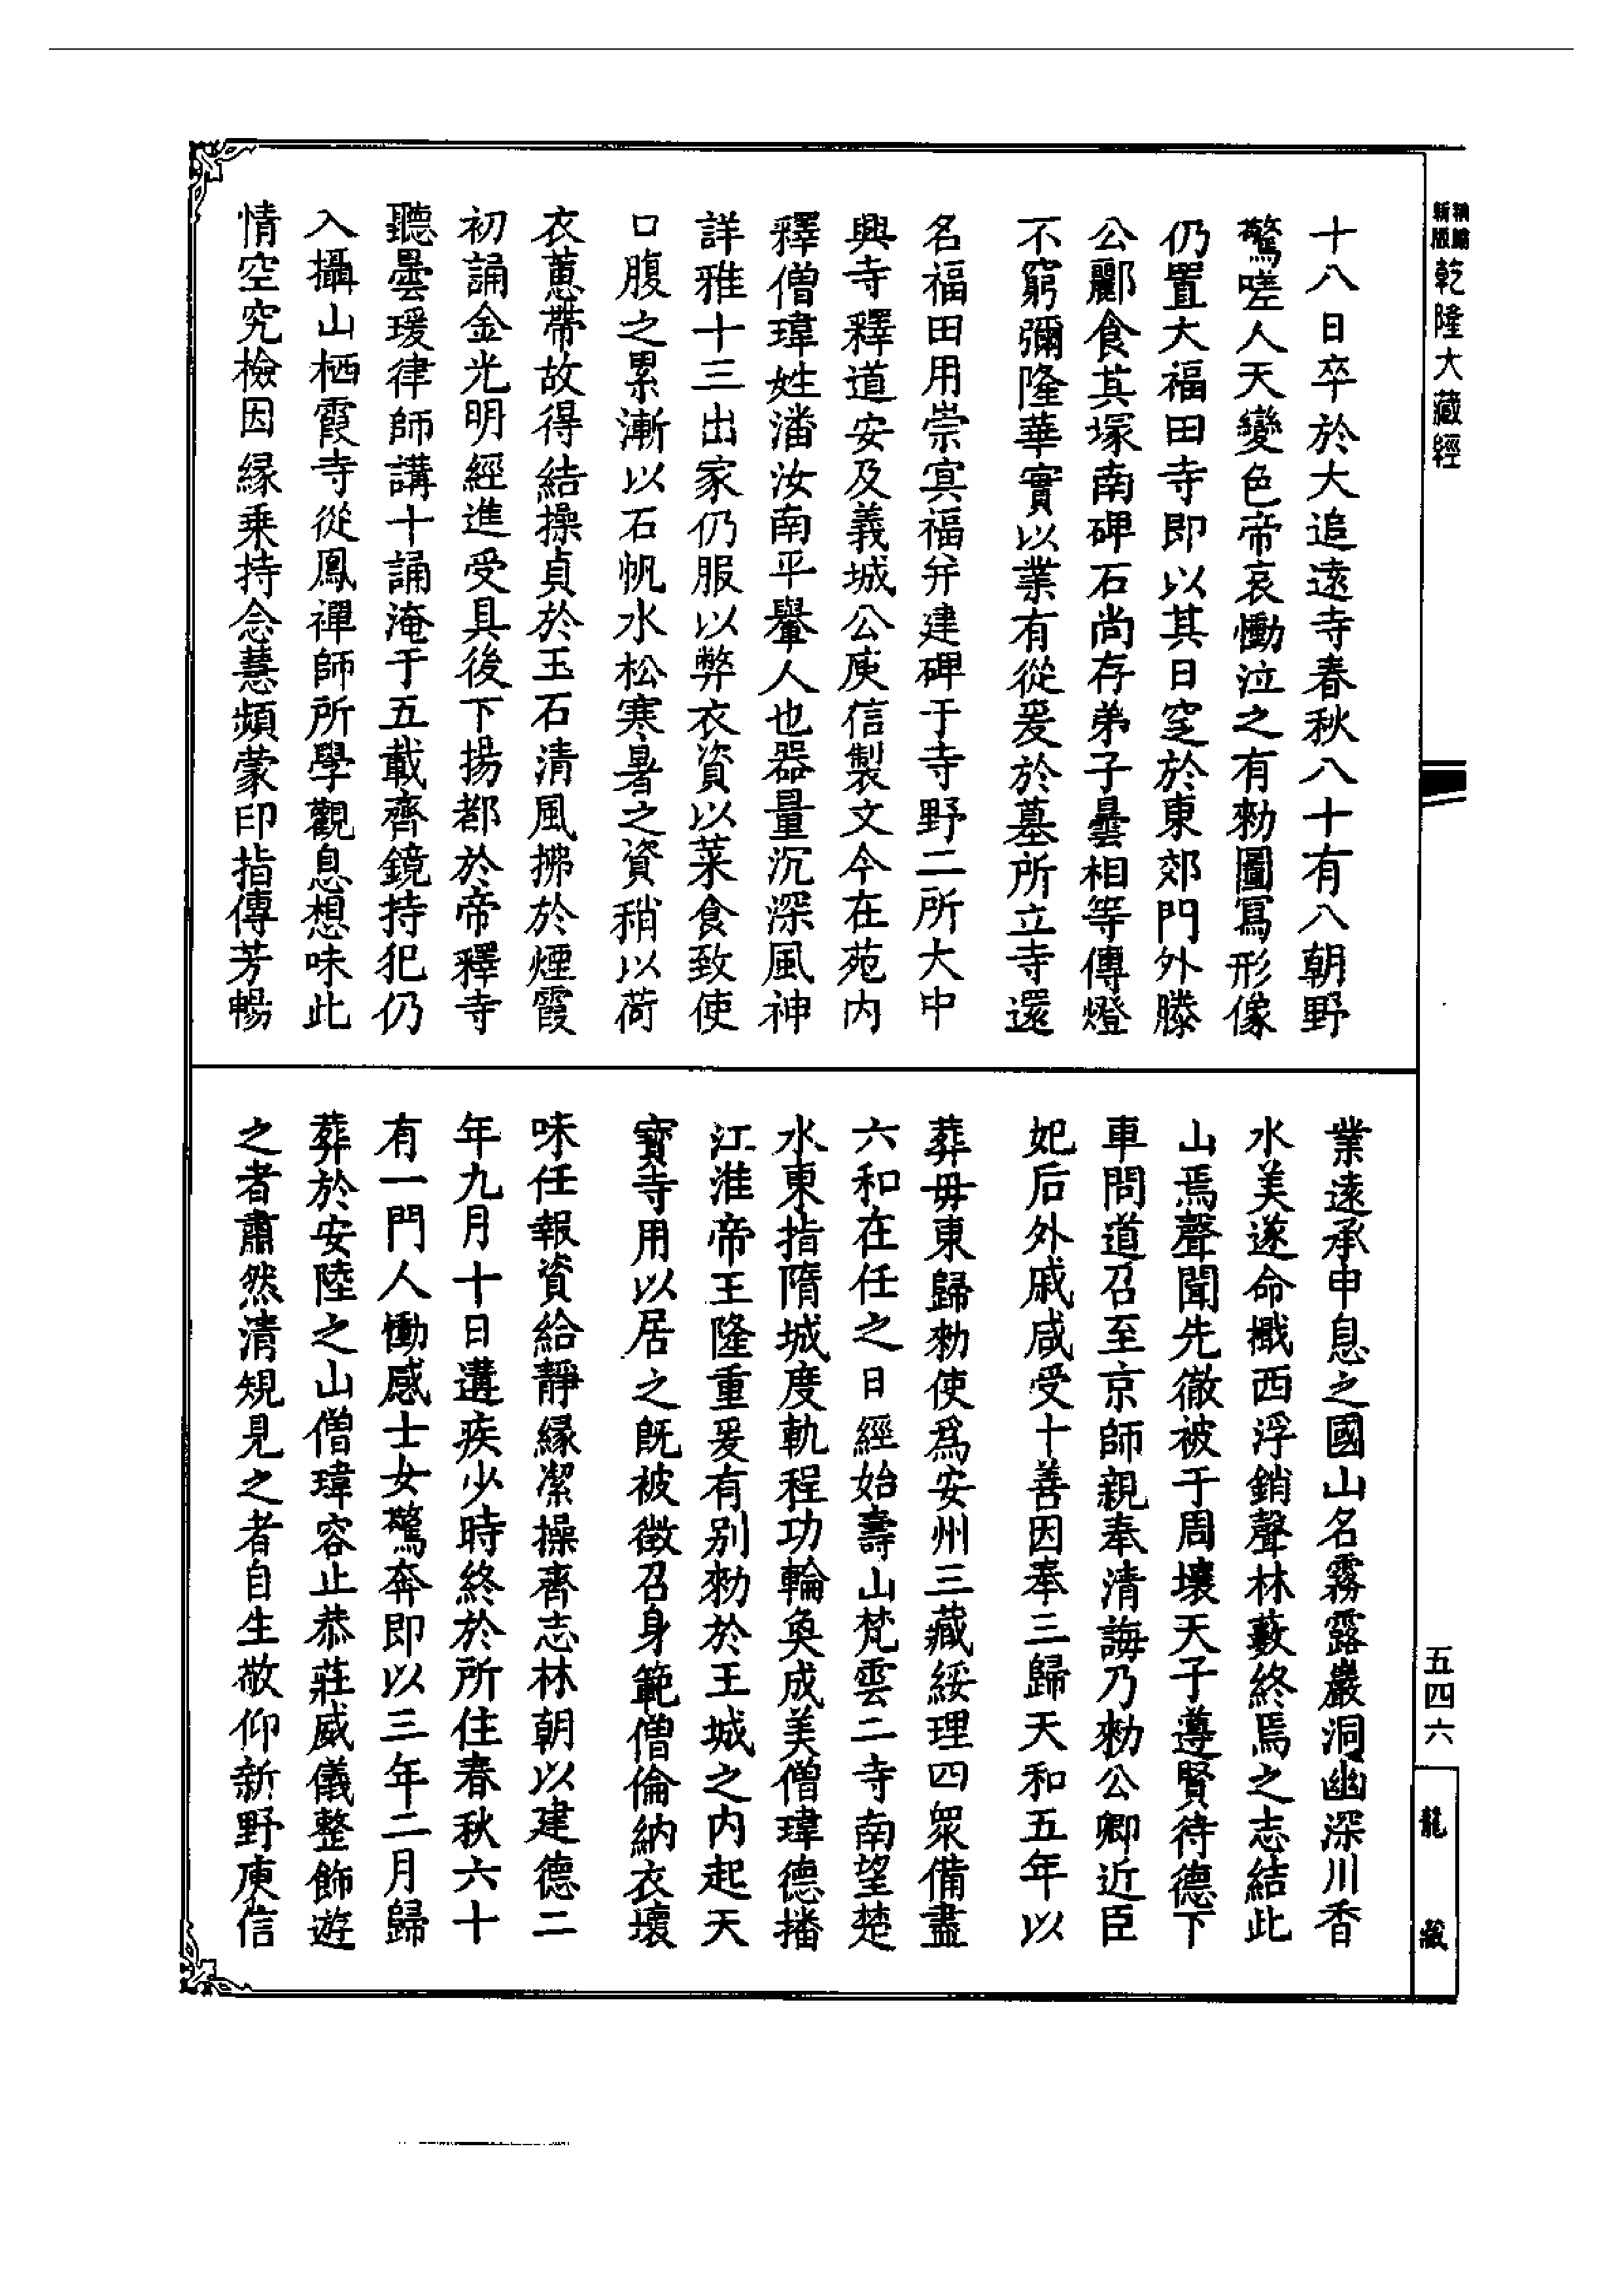 新編
新版
乾隆大藏經
十八日卒於大追遠寺春秋八十有八朝野
驚嗟人天變色帝哀慟泣之有勑圖寫形像
仍置大福田寺即以其日窆於東郊門外滕
公酈食其塚南碑石尚存弟子曇相等傳燈
不窮彌隆華實以業有從爰於墓所立寺還
名福田用崇冥福并建碑于寺野二所大中
興寺釋道安及義城公庾信製文今在苑内
釋僧瑋姓潘汝南平轝人也器量沉深風神
詳雅十三出家仍服以弊衣資以菜食致使
口腹之累漸以石帆水松寒暑之資稍以荷
衣蕙帶故得結操貞於玉石清風拂於煙霞
初誦金光明經進受具後下揚都於帝釋寺
聽曇瑗律師講十誦淹于五載齊鏡持犯仍
入攝山栖霞寺從鳳禪師所學觀息想味此
情空究檢因緣乘持念慧頻蒙印指傳芳暢
業遠承申息之國山名霧露巖洞幽深川香
水美遂命檝西浮銷聲林藪終焉之志結此
山焉聲聞先徹被于周壤天子遵賢待德下
車問道召至京師親奉清誨乃勑公卿近臣
妃后外戚咸受十善因奉三歸天和五年以
葬毋東歸勑使爲安州三藏綏理四衆備盡
六和在任之日經始壽山梵雲二寺南望楚
水東指隋城度軌程功輪奐成美僧瑋德播
江淮帝王隆重爰有別勑於王城之内起天
寶寺用以居之既被徵召身範僧倫納衣壞
味任報資給靜緣潔操齊志林朝以建德二
年九月十日遘疾少時終於所住春秋六十
有一門人慟感士女驚奔即以三年二月歸
葬於安陸之山僧瑋容止恭莊威儀整飾遊
之者肅然清規見之者自生敬仰新野庾信
五四六
龍藏